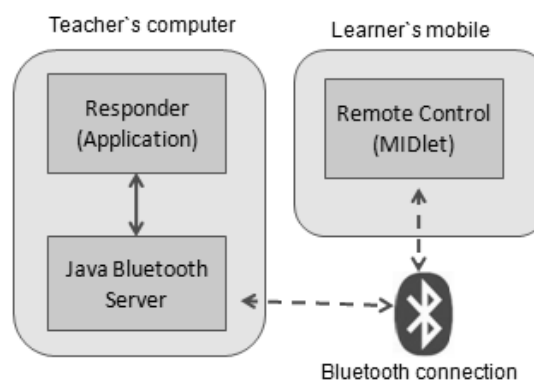 Teacher`s computer
Responder
(Application)
Java Bluetooth
Server
Learner`s mobile
Remote Control
(MIDlet)
Bluetooth connection